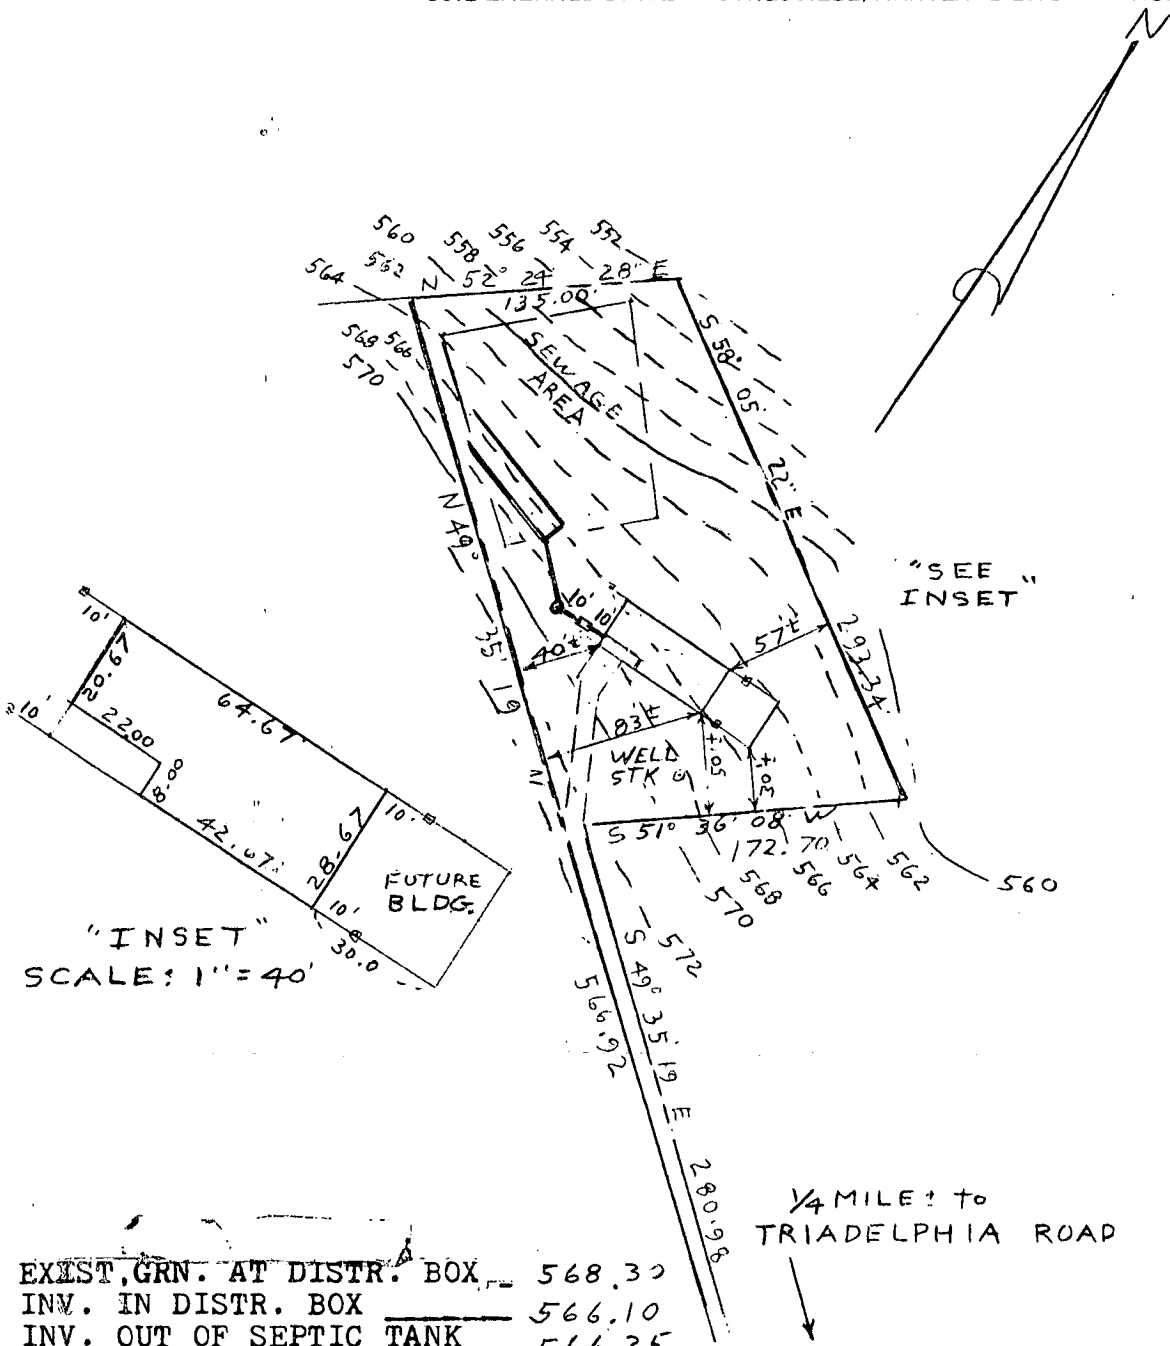 N
560
558
556
554
552
564
562
N 52° 24' 28" E
135.00'
568
566
570
SEWAGE
AREA
S 58° 05' 22" E
293.34
N 49° 35' 19
"SEE
INSET"
10'
10'
40'±
57'±
83'±
WELL
STK
50'±
30'±
S 51° 36' 08" W
172.70
570
568
566
564
562
560
572
10'
20.67
64.67'
10'
22.00
8.00
42.67'
28.67
10'
FUTURE
BLDG.
10'
30.0
"INSET"
SCALE: 1"=40'
566.92
S 49° 35' 19 E 280.98
1/4 MILE± TO
TRIADELPHIA ROAD
EXIST.GRN. AT DISTR. BOX 568.30
INV. IN DISTR. BOX 566.10
INV. OUT OF SEPTIC TANK